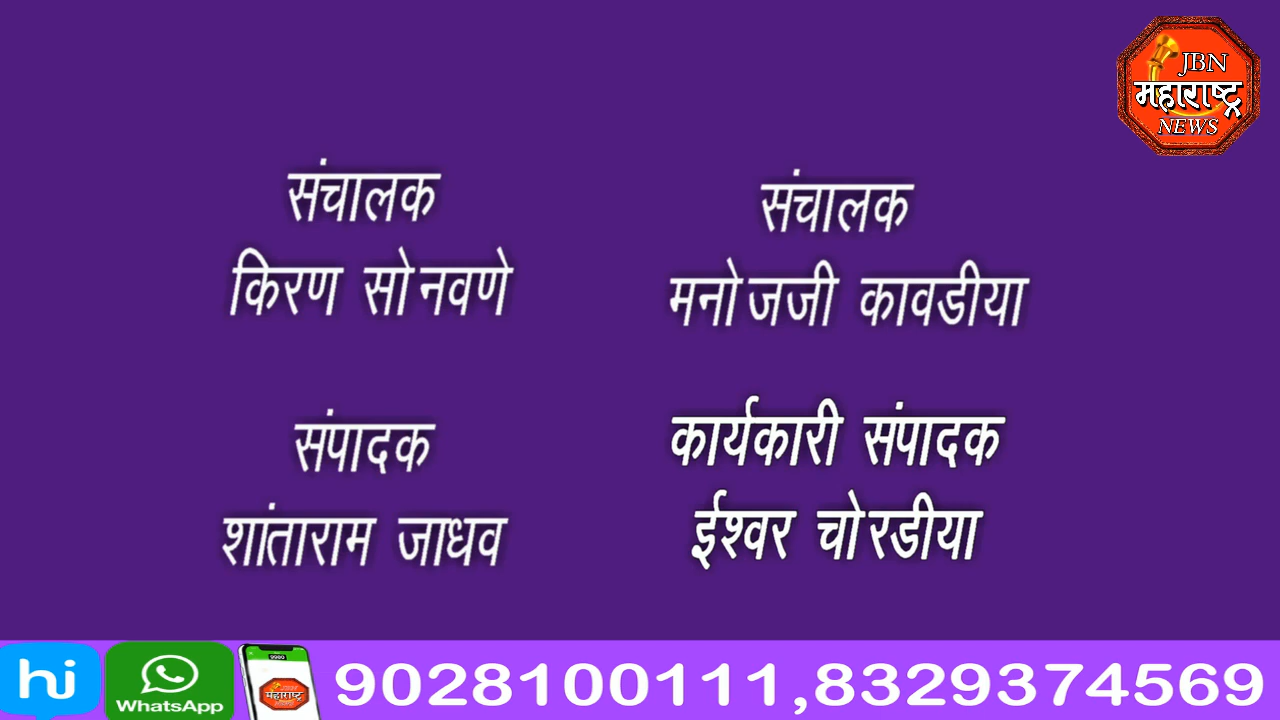 JBN
महाराष्ट्र
NEWS
संचालक
किरण सोनवणे
संचालक
मनोजजी कावडीया
संपादक
शांताराम जाधव
कार्यकारी संपादक
ईश्वर चोरडीया
hi
WhatsApp
महाराष्ट्र
9028100111,8329374569